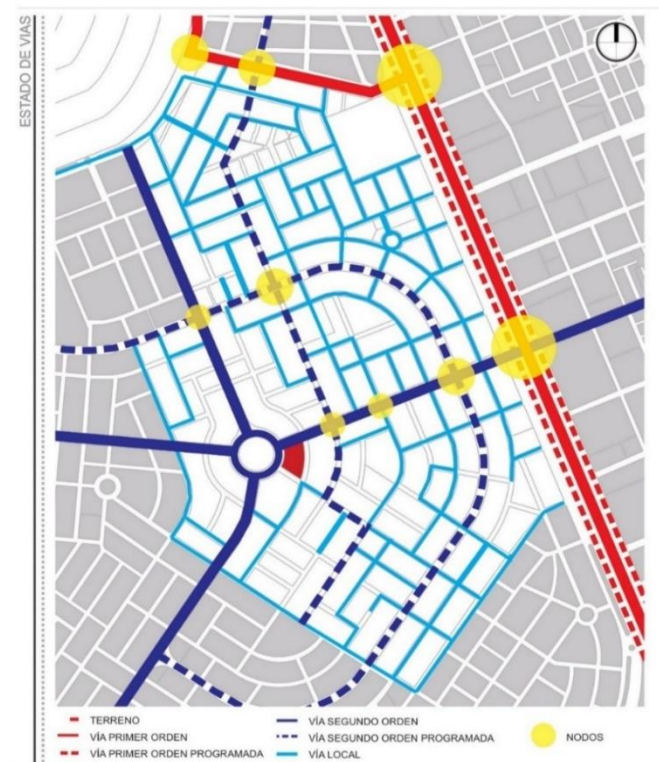 ESTADO DE VIAS
TERRENO
VÍA PRIMER ORDEN
VÍA PRIMER ORDEN PROGRAMADA
VÍA SEGUNDO ORDEN
VÍA SEGUNDO ORDEN PROGRAMADA
VÍA LOCAL
NODOS